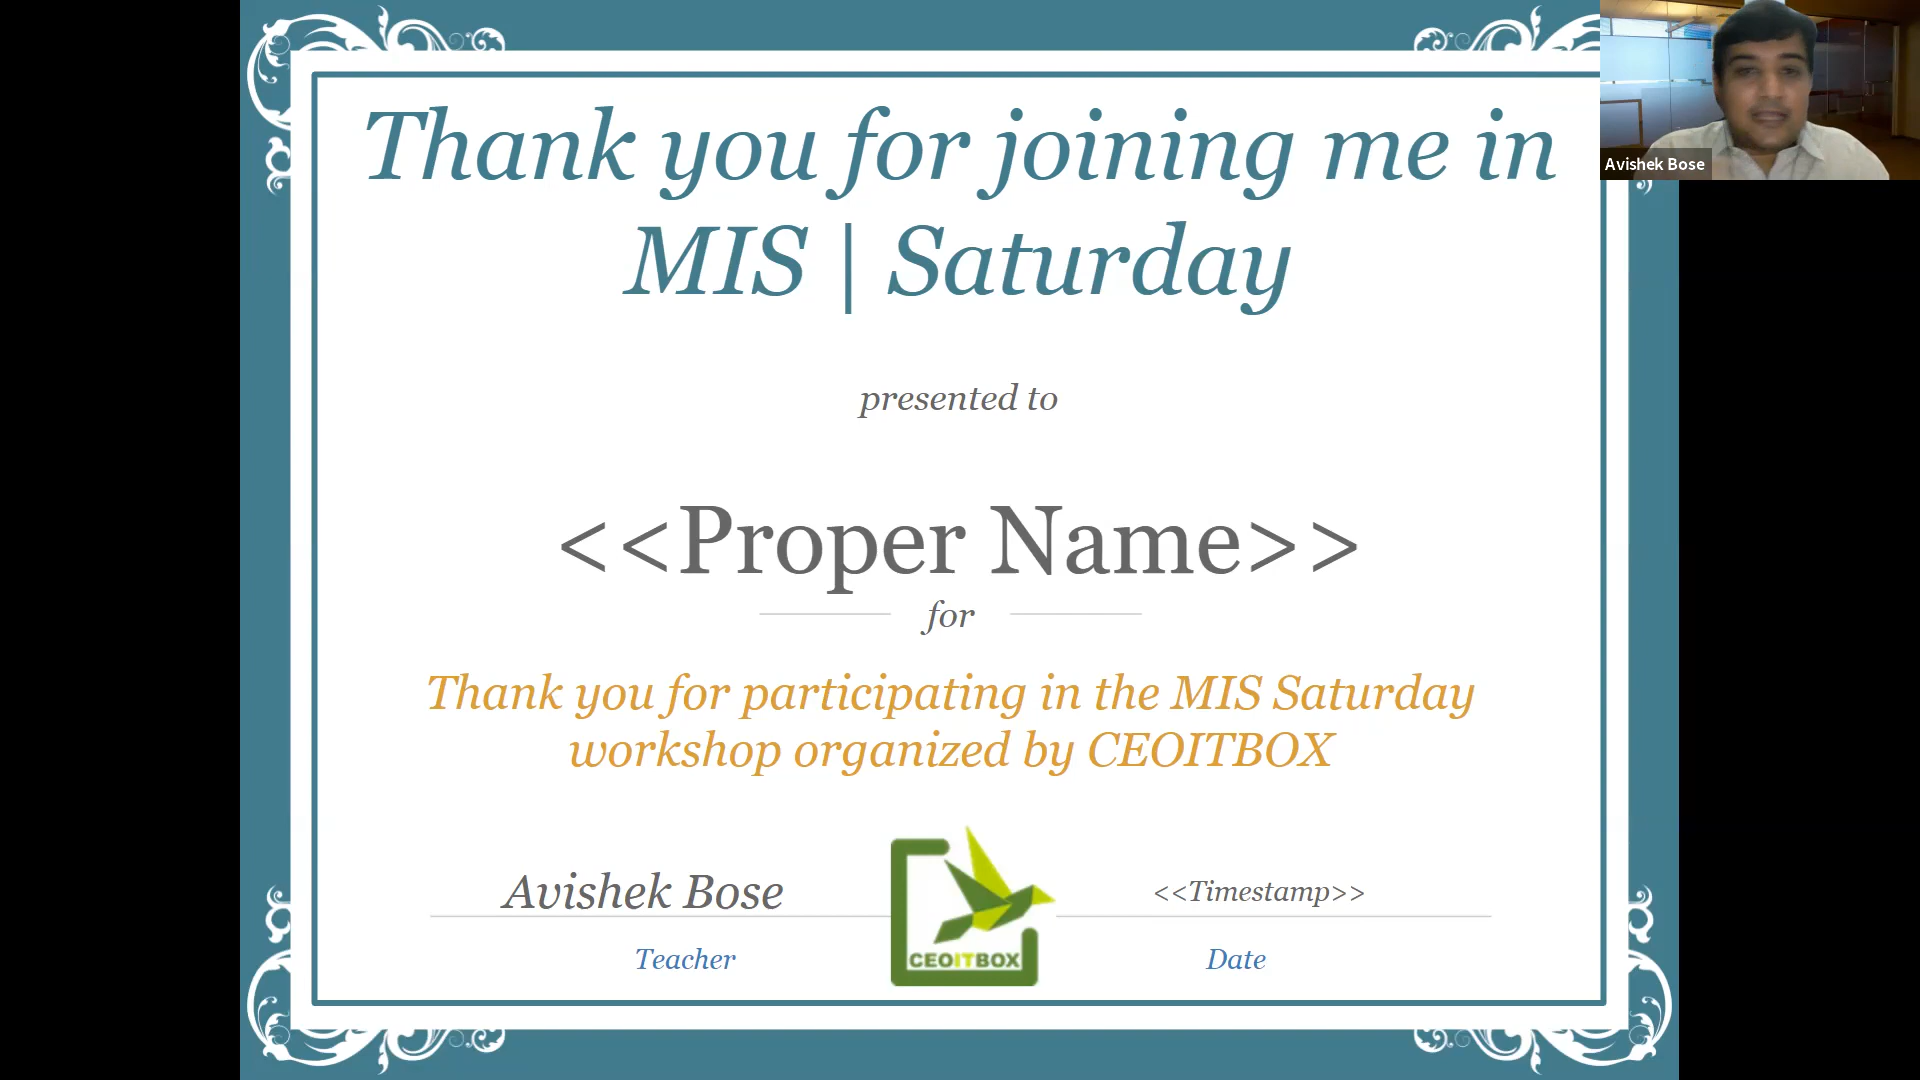 Thank you for joining me in
MIS | Saturday
Avishek Bose
presented to
<<Proper Name>>
for
Thank you for participating in the MIS Saturday
workshop organized by CEOITBOX
Avishek Bose
<<Timestamp>>
Teacher
CEOITBOX
Date